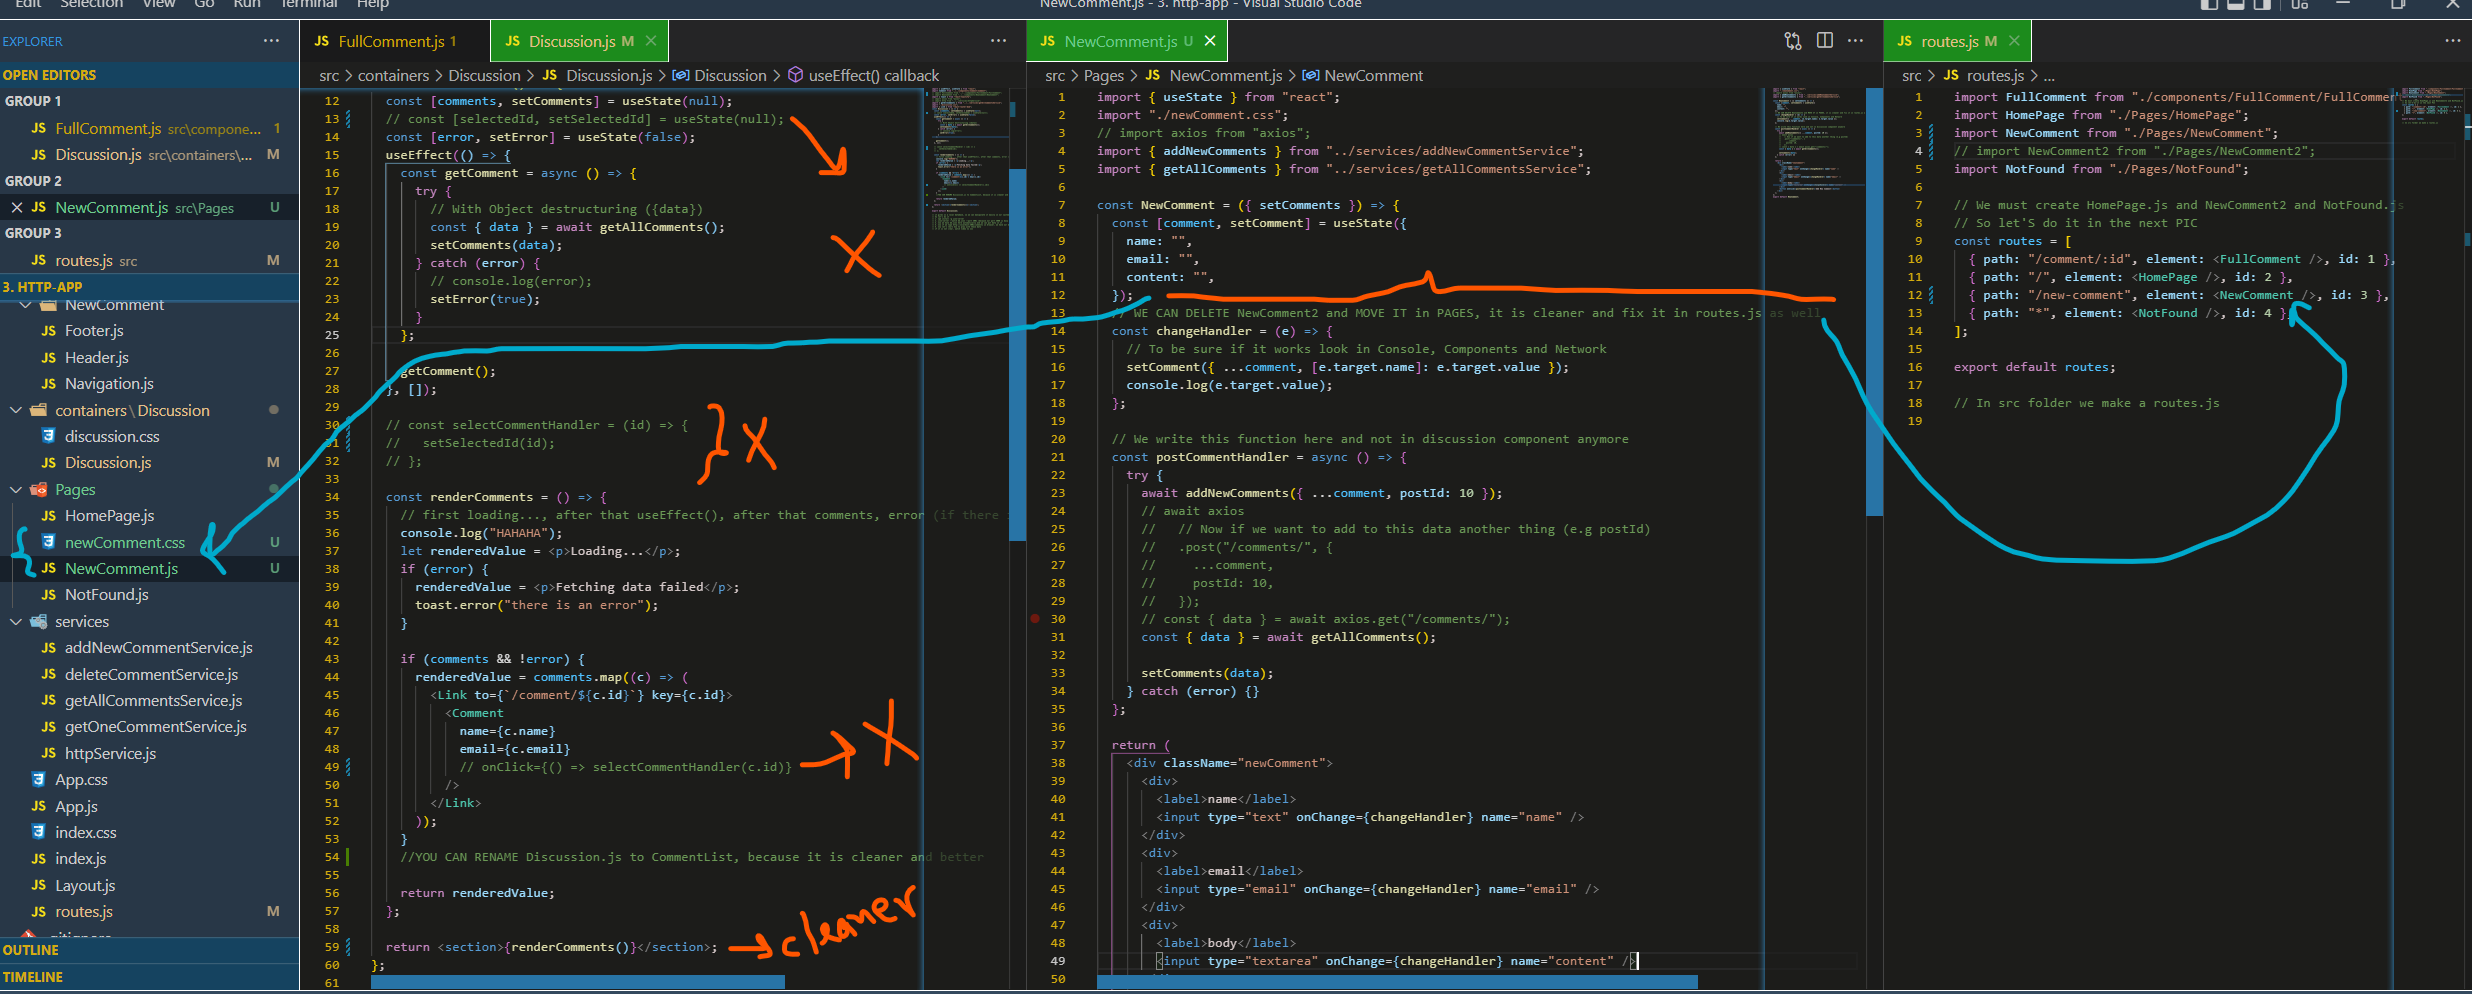 Edit Selection View Go Run Terminal Help
NewComment.js - 3. http-app - Visual Studio Code
EXPLORER
OPEN EDITORS
GROUP 1
JS FullComment.js src\compone... 1
JS Discussion.js src\containers\... M
GROUP 2
JS NewComment.js src\Pages U
GROUP 3
JS routes.js src M
3. HTTP-APP
NewComment
JS Footer.js
JS Header.js
JS Navigation.js
containers\Discussion
discussion.css
JS Discussion.js M
Pages
JS HomePage.js
newComment.css U
JS NewComment.js U
JS NotFound.js
services
JS addNewCommentService.js
JS deleteCommentService.js
JS getAllCommentsService.js
JS getOneCommentService.js
JS httpService.js
App.css
JS App.js
index.css
JS index.js
JS Layout.js
JS routes.js M
.gitignore
OUTLINE
TIMELINE
JS FullComment.js 1
JS Discussion.js M
src > containers > Discussion > JS Discussion.js > Discussion > useEffect() callback
12 const [comments, setComments] = useState(null);
13 // const [selectedId, setSelectedId] = useState(null);
14 const [error, setError] = useState(false);
15 useEffect(() => {
16 const getComment = async () => {
17 try {
18 // With Object destructuring ({data})
19 const { data } = await getAllComments();
20 setComments(data);
21 } catch (error) {
22 // console.log(error);
23 setError(true);
24 }
25 };
26
27 getComment();
28 }, []);
29
30 // const selectCommentHandler = (id) => {
31 // setSelectedId(id);
32 // };
33
34 const renderComments = () => {
35 // first loading..., after that useEffect(), after that comments, error (if there
36 console.log("HAHAHA");
37 let renderedValue = <p>Loading...</p>;
38 if (error) {
39 renderedValue = <p>Fetching data failed</p>;
40 toast.error("there is an error");
41 }
42
43 if (comments && !error) {
44 renderedValue = comments.map((c) => (
45 <Link to={`/comment/${c.id}`} key={c.id}>
46 <Comment
47 name={c.name}
48 email={c.email}
49 // onClick={() => selectCommentHandler(c.id)}
50 />
51 </Link>
52 ));
53 }
54 //YOU CAN RENAME Discussion.js to CommentList, because it is cleaner and better
55
56 return renderedValue;
57 };
58
59 return <section>{renderComments()}</section>;
60 };
61
X
X
X
cleaner
JS NewComment.js U
src > Pages > JS NewComment.js > NewComment
1 import { useState } from "react";
2 import "./newComment.css";
3 // import axios from "axios";
4 import { addNewComments } from "../services/addNewCommentService";
5 import { getAllComments } from "../services/getAllCommentsService";
6
7 const NewComment = ({ setComments }) => {
8 const [comment, setComment] = useState({
9 name: "",
10 email: "",
11 content: "",
12 });
13 // WE CAN DELETE NewComment2 and MOVE IT in PAGES, it is cleaner and fix it in routes.js as well
14 const changeHandler = (e) => {
15 // To be sure if it works look in Console, Components and Network
16 setComment({ ...comment, [e.target.name]: e.target.value });
17 console.log(e.target.value);
18 };
19
20 // We write this function here and not in discussion component anymore
21 const postCommentHandler = async () => {
22 try {
23 await addNewComments({ ...comment, postId: 10 });
24 // await axios
25 // // Now if we want to add to this data another thing (e.g postId)
26 // .post("/comments/", {
27 // ...comment,
28 // postId: 10,
29 // });
30 // const { data } = await axios.get("/comments/");
31 const { data } = await getAllComments();
32
33 setComments(data);
34 } catch (error) {}
35 };
36
37 return (
38 <div className="newComment">
39 <div>
40 <label>name</label>
41 <input type="text" onChange={changeHandler} name="name" />
42 </div>
43 <div>
44 <label>email</label>
45 <input type="email" onChange={changeHandler} name="email" />
46 </div>
47 <div>
48 <label>body</label>
49 <input type="textarea" onChange={changeHandler} name="content" />
50
JS routes.js M
src > JS routes.js > ...
1 import FullComment from "./components/FullComment/FullCommer
2 import HomePage from "./Pages/HomePage";
3 import NewComment from "./Pages/NewComment";
4 // import NewComment2 from "./Pages/NewComment2";
5 import NotFound from "./Pages/NotFound";
6
7 // We must create HomePage.js and NewComment2 and NotFound.js
8 // So let'S do it in the next PIC
9 const routes = [
10 { path: "/comment/:id", element: <FullComment />, id: 1 },
11 { path: "/", element: <HomePage />, id: 2 },
12 { path: "/new-comment", element: <NewComment />, id: 3 },
13 { path: "*", element: <NotFound />, id: 4 },
14 ];
15
16 export default routes;
17
18 // In src folder we make a routes.js
19